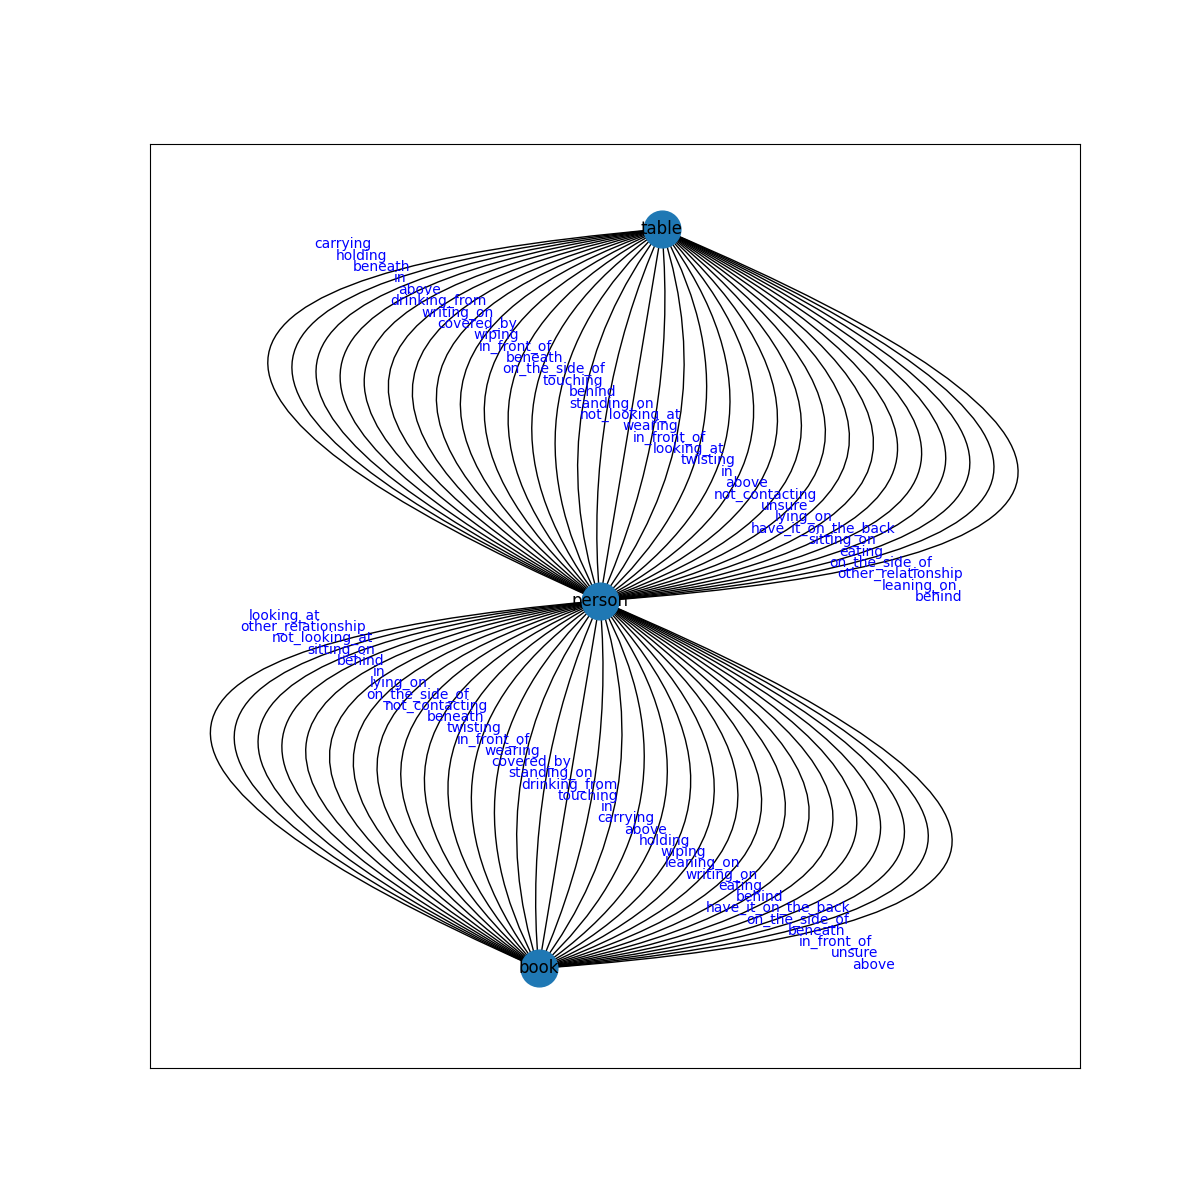 table
carrying
holding
beneath
in
above
drinking_from
writing_on
covered_by
wiping
in_front_of
beneath
on_the_side_of
touching
behind
standing_on
not_looking_at
wearing
in_front_of
looking_at
twisting
in
above
not_contacting
unsure
lying_on
have_it_on_the_back
sitting_on
eating
on_the_side_of
other_relationship
leaning_on
behind
person
looking_at
other_relationship
not_looking_at
sitting_on
behind
in
lying_on
on_the_side_of
not_contacting
beneath
twisting
in_front_of
wearing
covered_by
standing_on
drinking_from
touching
in
carrying
above
holding
wiping
leaning_on
writing_on
eating
behind
have_it_on_the_back
on_the_side_of
beneath
in_front_of
unsure
above
book